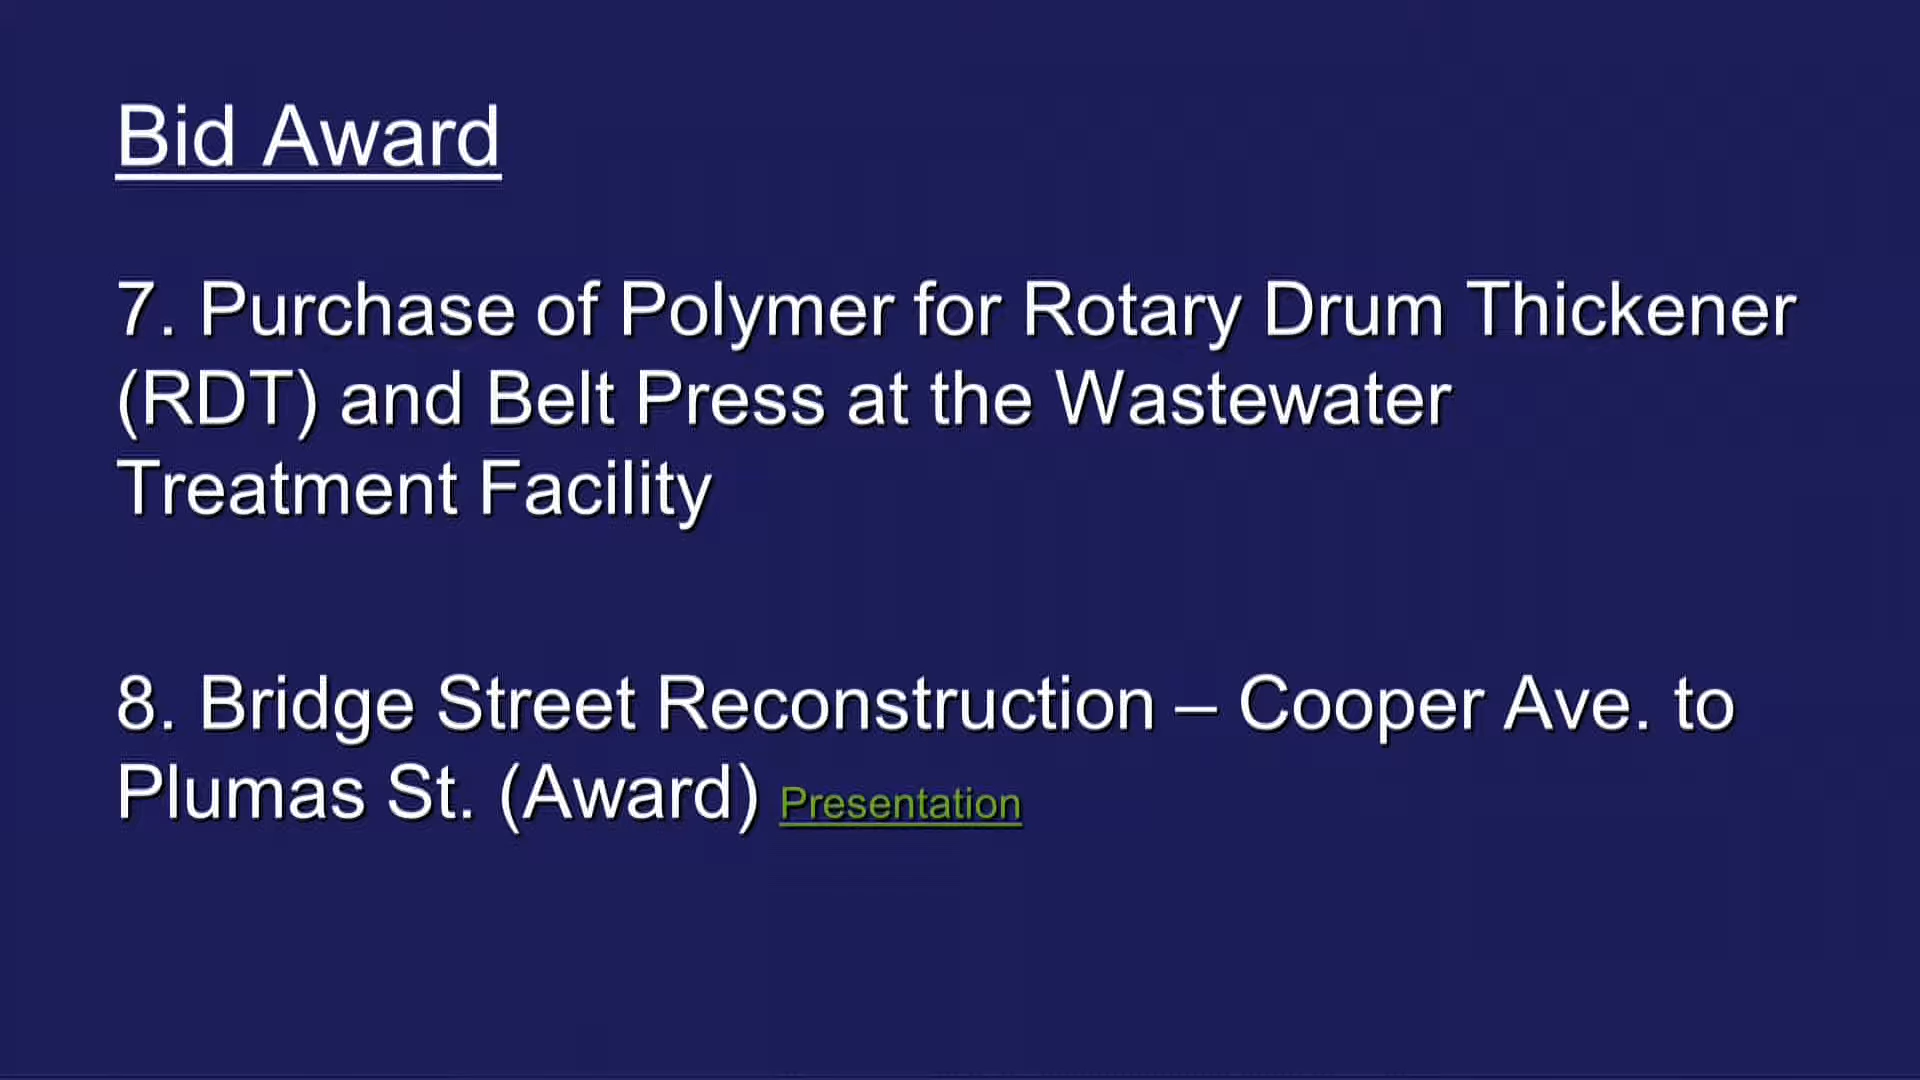 Bid Award
7. Purchase of Polymer for Rotary Drum Thickener
(RDT) and Belt Press at the Wastewater
Treatment Facility
8. Bridge Street Reconstruction – Cooper Ave. to
Plumas St. (Award) Presentation